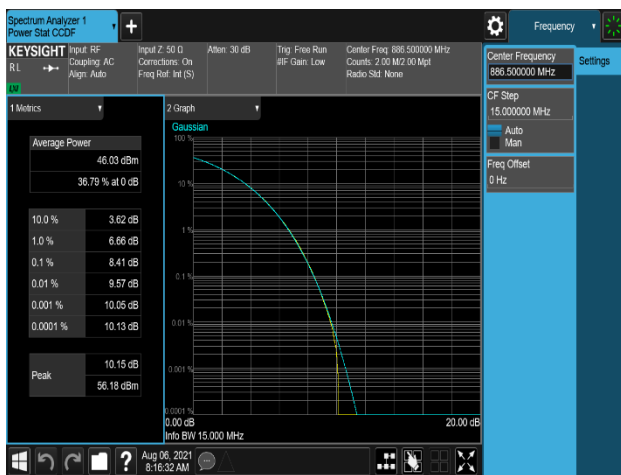 Spectrum Analyzer 1
Power Stat CCDF
+
Frequency
KEYSIGHT
RL
LW
Input: RF
Coupling: AC
Align: Auto
Input Z: 50 Ω
Corrections: On
Freq Ref: Int (S)
Atten: 30 dB
Trig: Free Run
#IF Gain: Low
Center Freq: 886.500000 MHz
Counts: 2.00 M/2.00 Mpt
Radio Std: None
Center Frequency
886.500000 MHz
Settings
CF Step
15.000000 MHz
Auto
Man
Freq Offset
0 Hz
1 Metrics
Average Power
46.03 dBm
36.79 % at 0 dB
10.0 % 3.62 dB
1.0 % 6.66 dB
0.1 % 8.41 dB
0.01 % 9.57 dB
0.001 % 10.05 dB
0.0001 % 10.13 dB
Peak
10.15 dB
56.18 dBm
2 Graph
Gaussian
100 %
10 %
1 %
0.1 %
0.01 %
0.001 %
0.0001 %
0.00 dB 20.00 dB
Info BW 15.000 MHz
?
Aug 06, 2021
8:16:32 AM